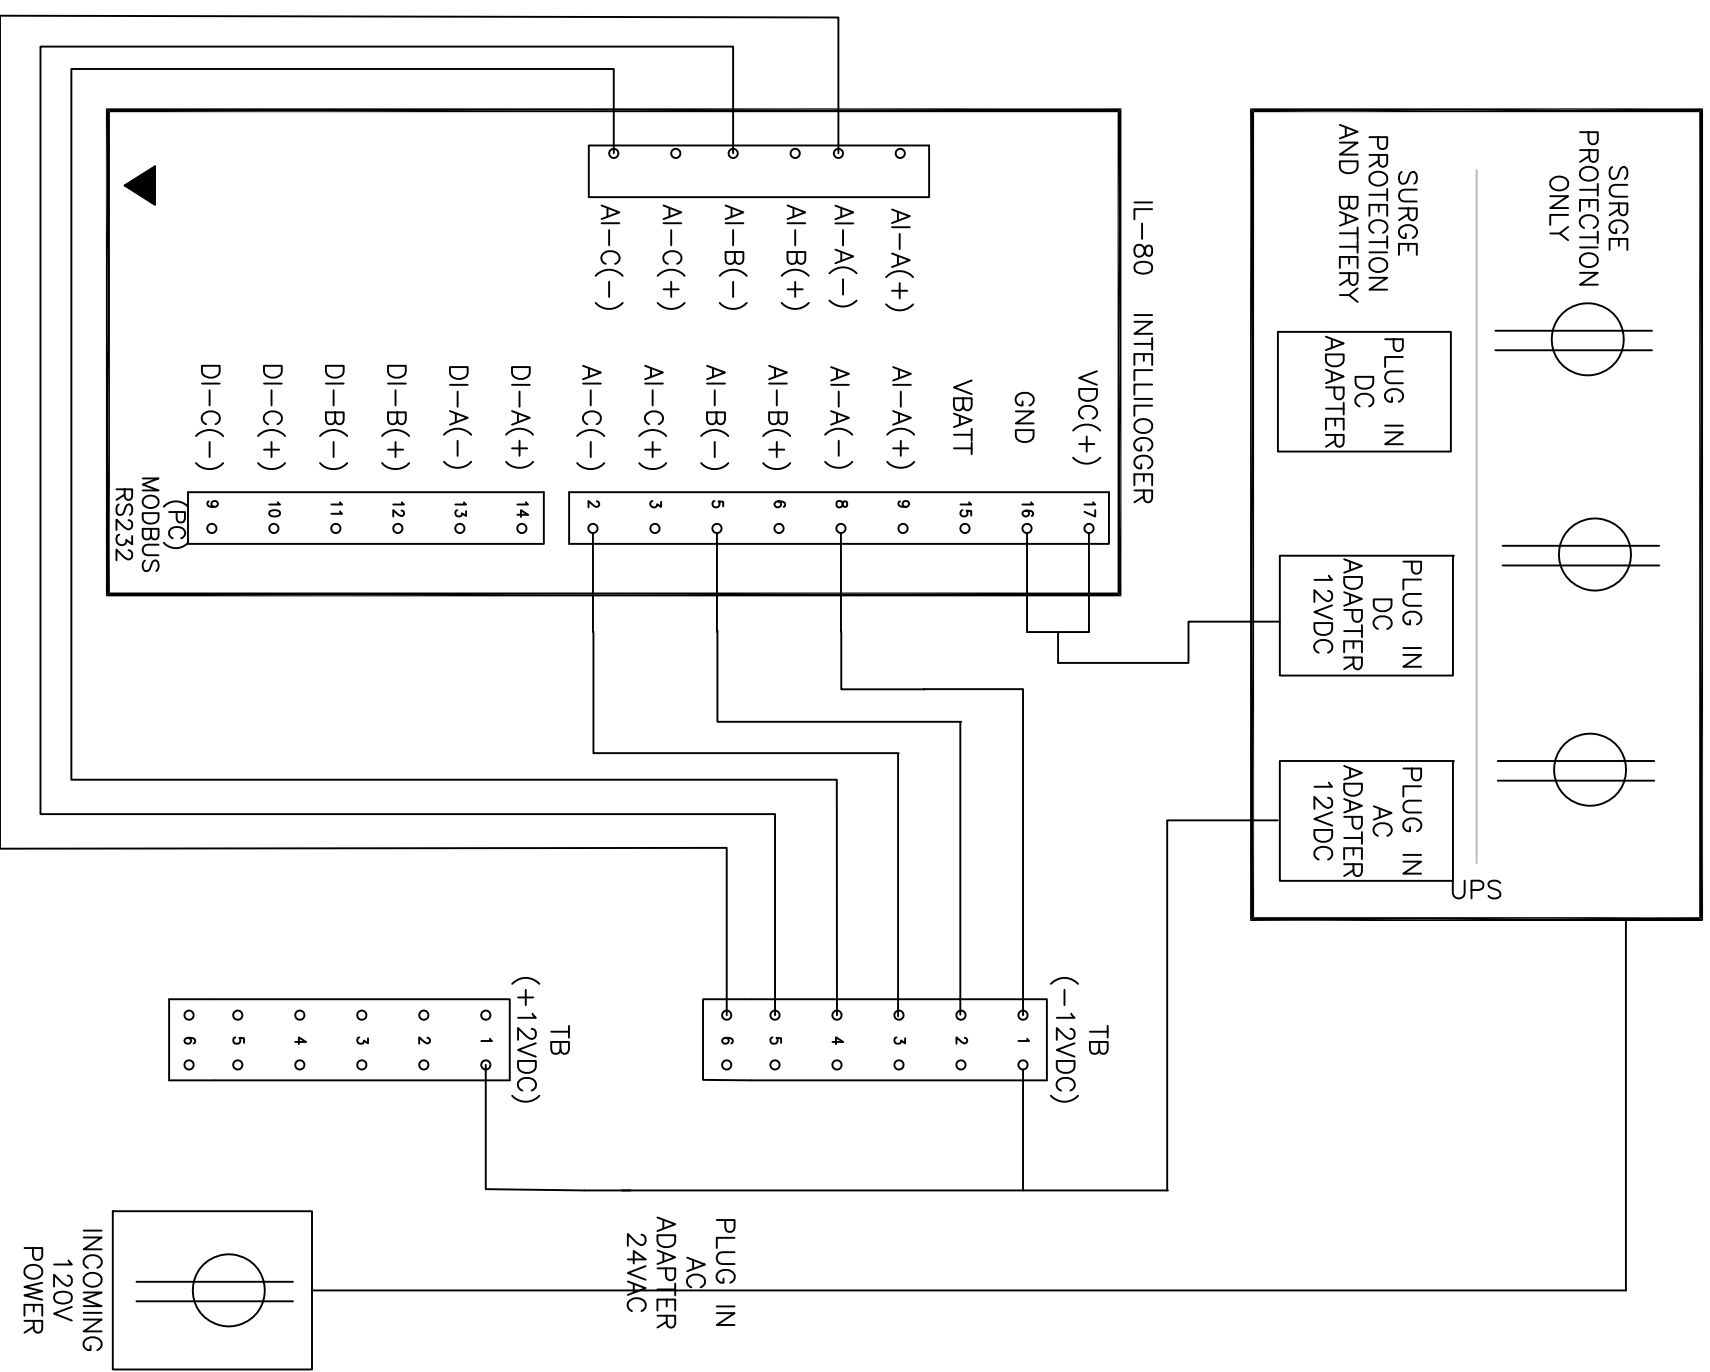 SURGE
PROTECTION
ONLY
SURGE
PROTECTION
AND BATTERY
PLUG IN
DC
ADAPTER
PLUG IN
DC
ADAPTER
12VDC
PLUG IN
AC
ADAPTER
12VDC
UPS
IL-80 INTELLILOGGER
AI-A(+)
AI-A(-)
AI-B(+)
AI-B(-)
AI-C(+)
AI-C(-)
VDC(+)
GND
VBATT
AI-A(+)
AI-A(-)
AI-B(+)
AI-B(-)
AI-C(+)
AI-C(-)
DI-A(+)
DI-A(-)
DI-B(+)
DI-B(-)
DI-C(+)
DI-C(-)
17
16
15
9
8
6
5
3
2
14
13
12
11
10
9
(PC)
MODBUS
RS232
TB
(-12VDC)
1
2
3
4
5
6
TB
(+12VDC)
1
2
3
4
5
6
PLUG IN
AC
ADAPTER
24VAC
INCOMING
120V
POWER